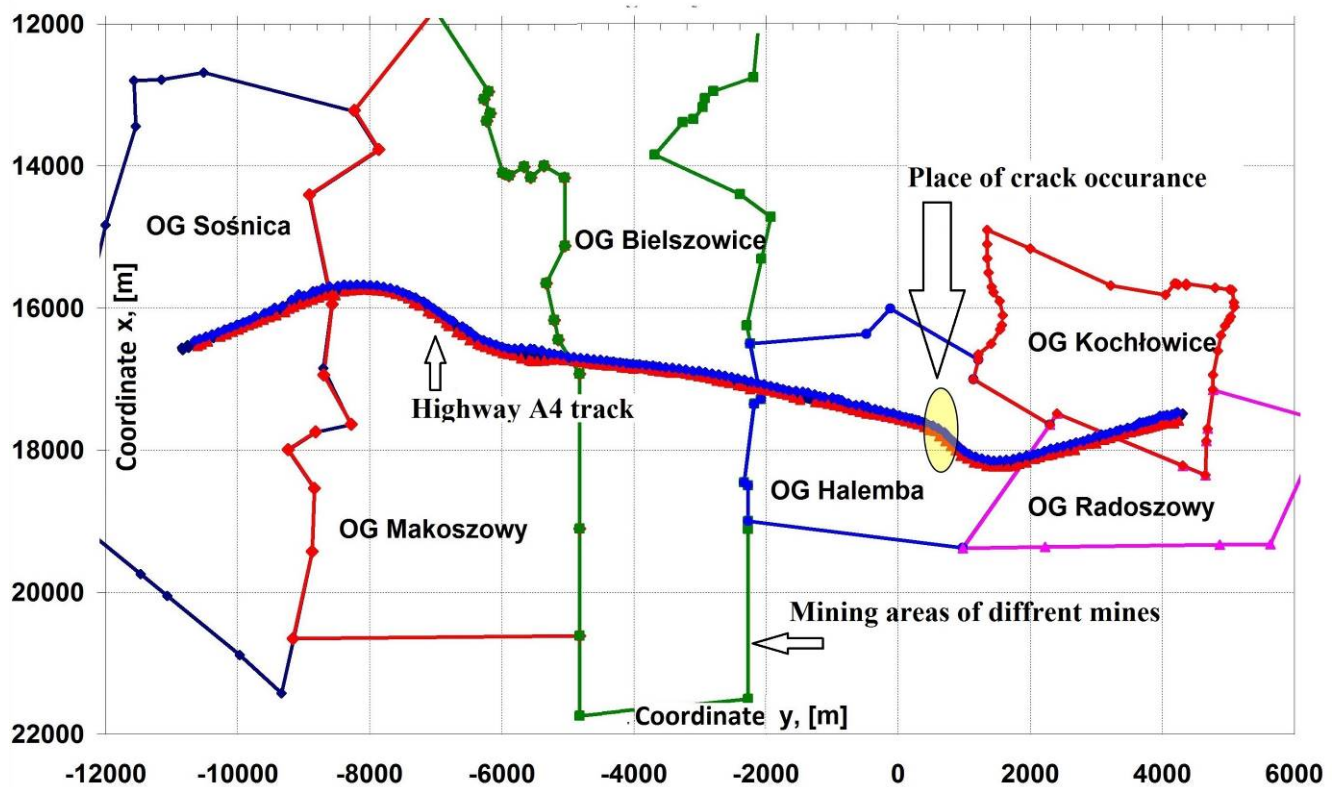 12000
14000
16000
18000
20000
22000
Coordinate x, [m]
Place of crack occurance
OG Sośnica
OG Bielszowice
OG Kochłowice
Highway A4 track
OG Halemba
OG Radoszowy
OG Makoszowy
Mining areas of diffrent mines
Coordinate y, [m]
-12000 -10000 -8000 -6000 -4000 -2000 0 2000 4000 6000